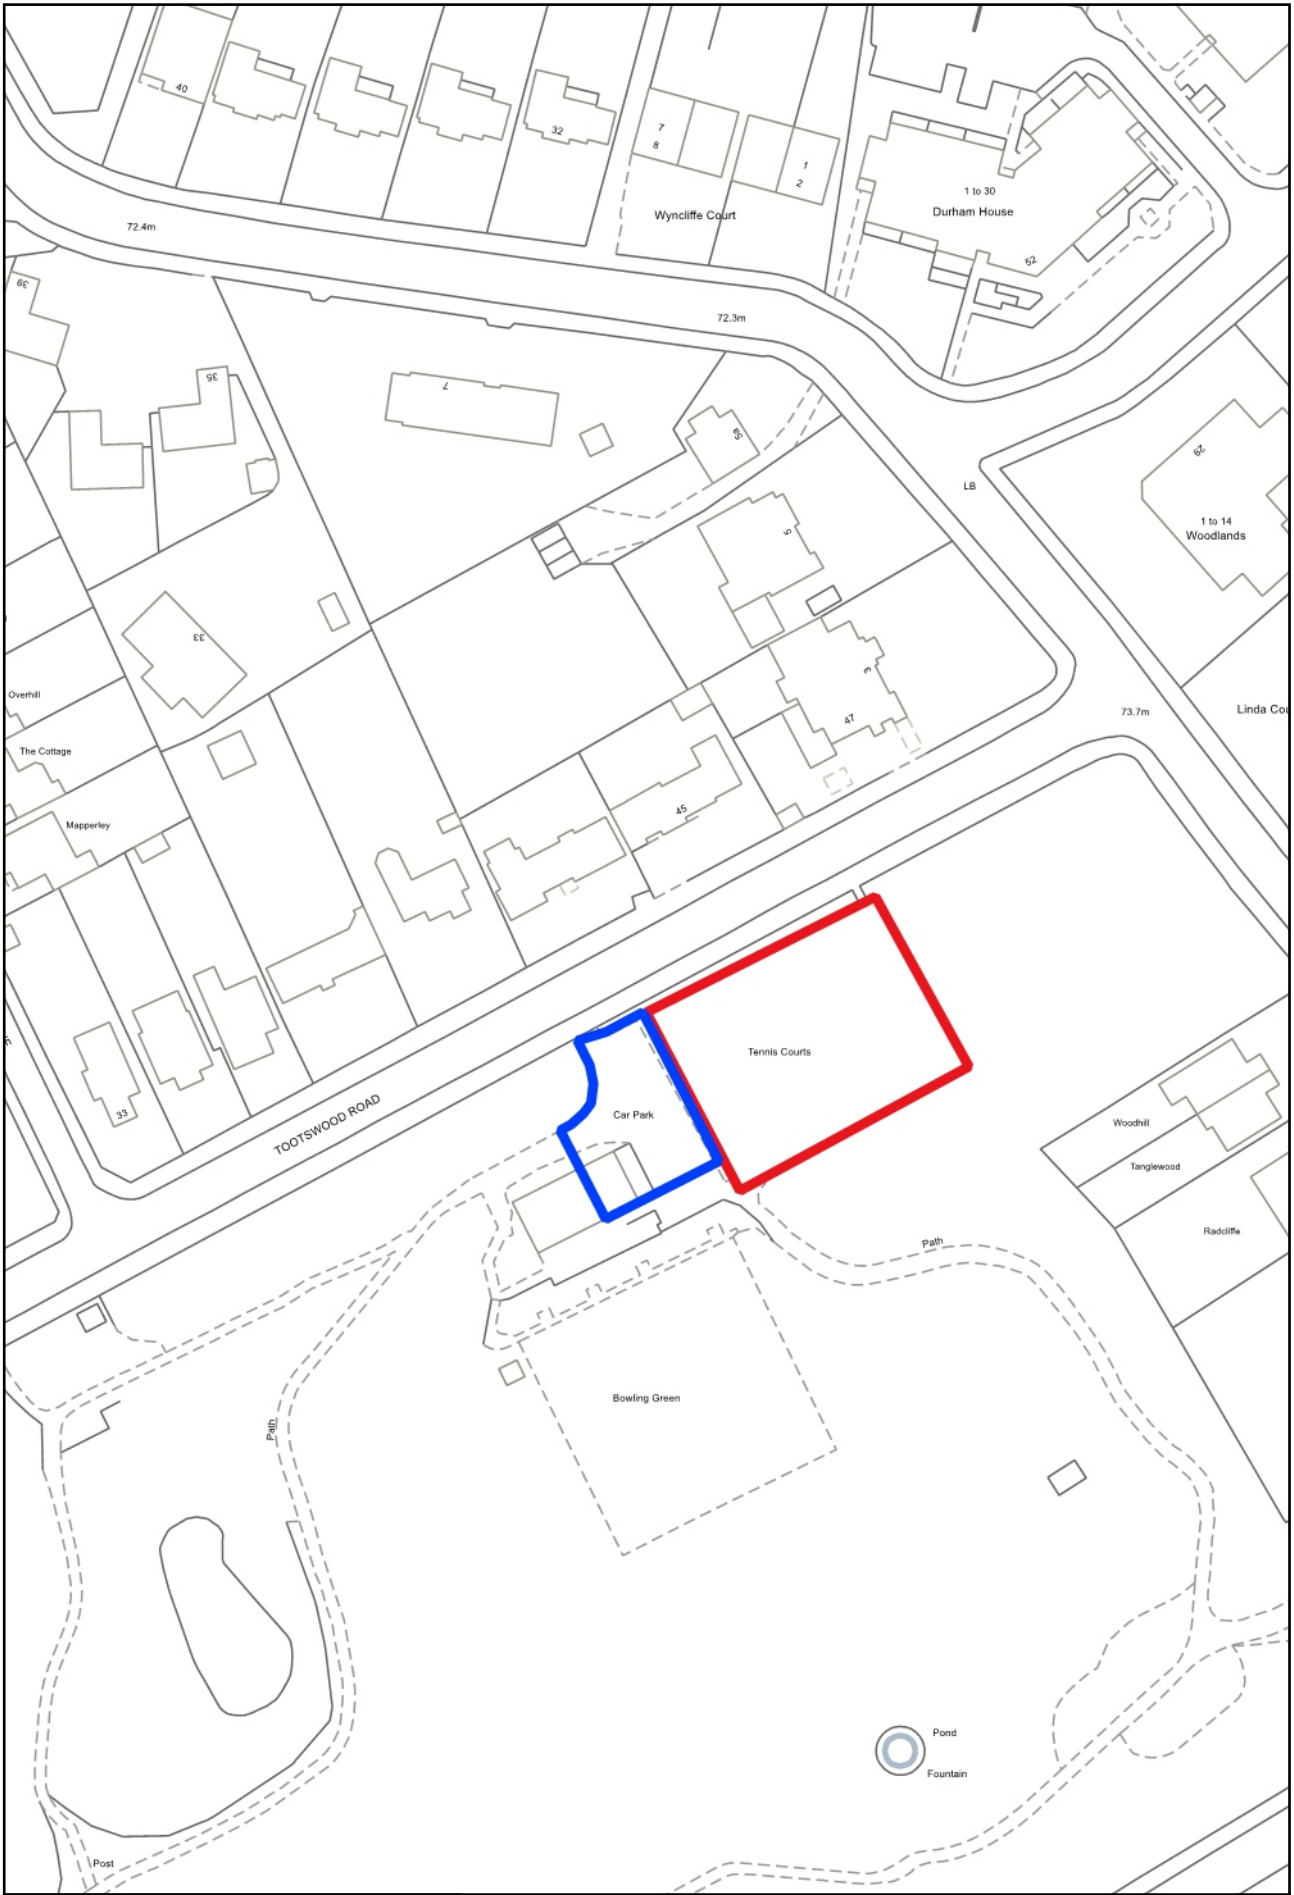 40
32
7
8
1
2
1 to 30
Durham House
Wyncliffe Court
52
72.4m
39
72.3m
35
7
5a
29
LB
1 to 14
Woodlands
5
33
3
Overhill
47
Linda Cou
73.7m
The Cottage
45
Mapperley
Tennis Courts
33
TOOTSWOOD ROAD
Car Park
Woodhill
Tanglewood
Radcliffe
Path
Bowling Green
Path
Pond
Fountain
Post